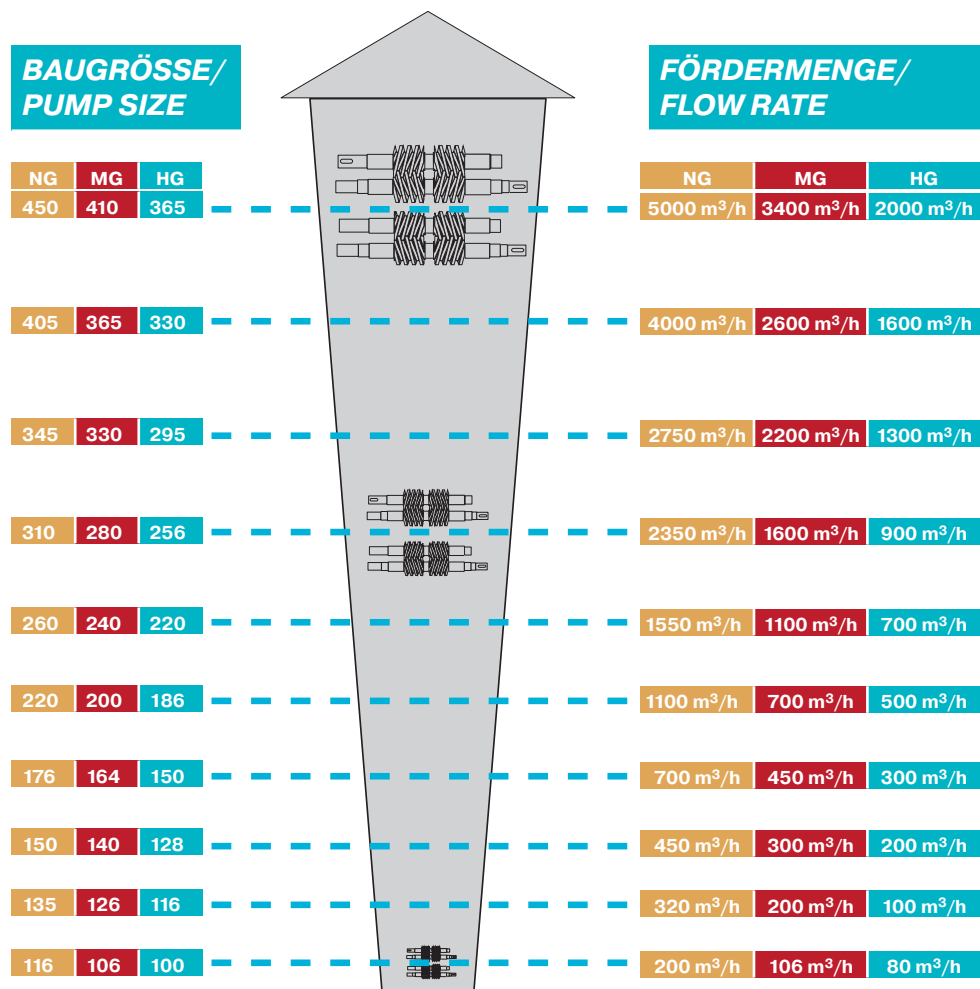 BAUGRÖSSE/
PUMP SIZE
FÖRDERMENGE/
FLOW RATE
NG MG HG NG MG HG
450 410 365 5000 m³/h 3400 m³/h 2000 m³/h
405 365 330 4000 m³/h 2600 m³/h 1600 m³/h
345 330 295 2750 m³/h 2200 m³/h 1300 m³/h
310 280 256 2350 m³/h 1600 m³/h 900 m³/h
260 240 220 1550 m³/h 1100 m³/h 700 m³/h
220 200 186 1100 m³/h 700 m³/h 500 m³/h
176 164 150 700 m³/h 450 m³/h 300 m³/h
150 140 128 450 m³/h 300 m³/h 200 m³/h
135 126 116 320 m³/h 200 m³/h 100 m³/h
116 106 100 200 m³/h 106 m³/h 80 m³/h